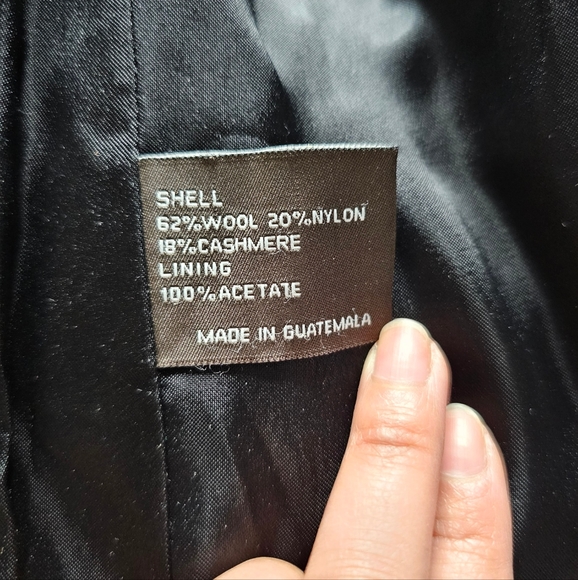 SHELL
62%WOOL 20%NYLON
18%CASHMERE
LINING
100%ACETATE
MADE IN GUATEMALA